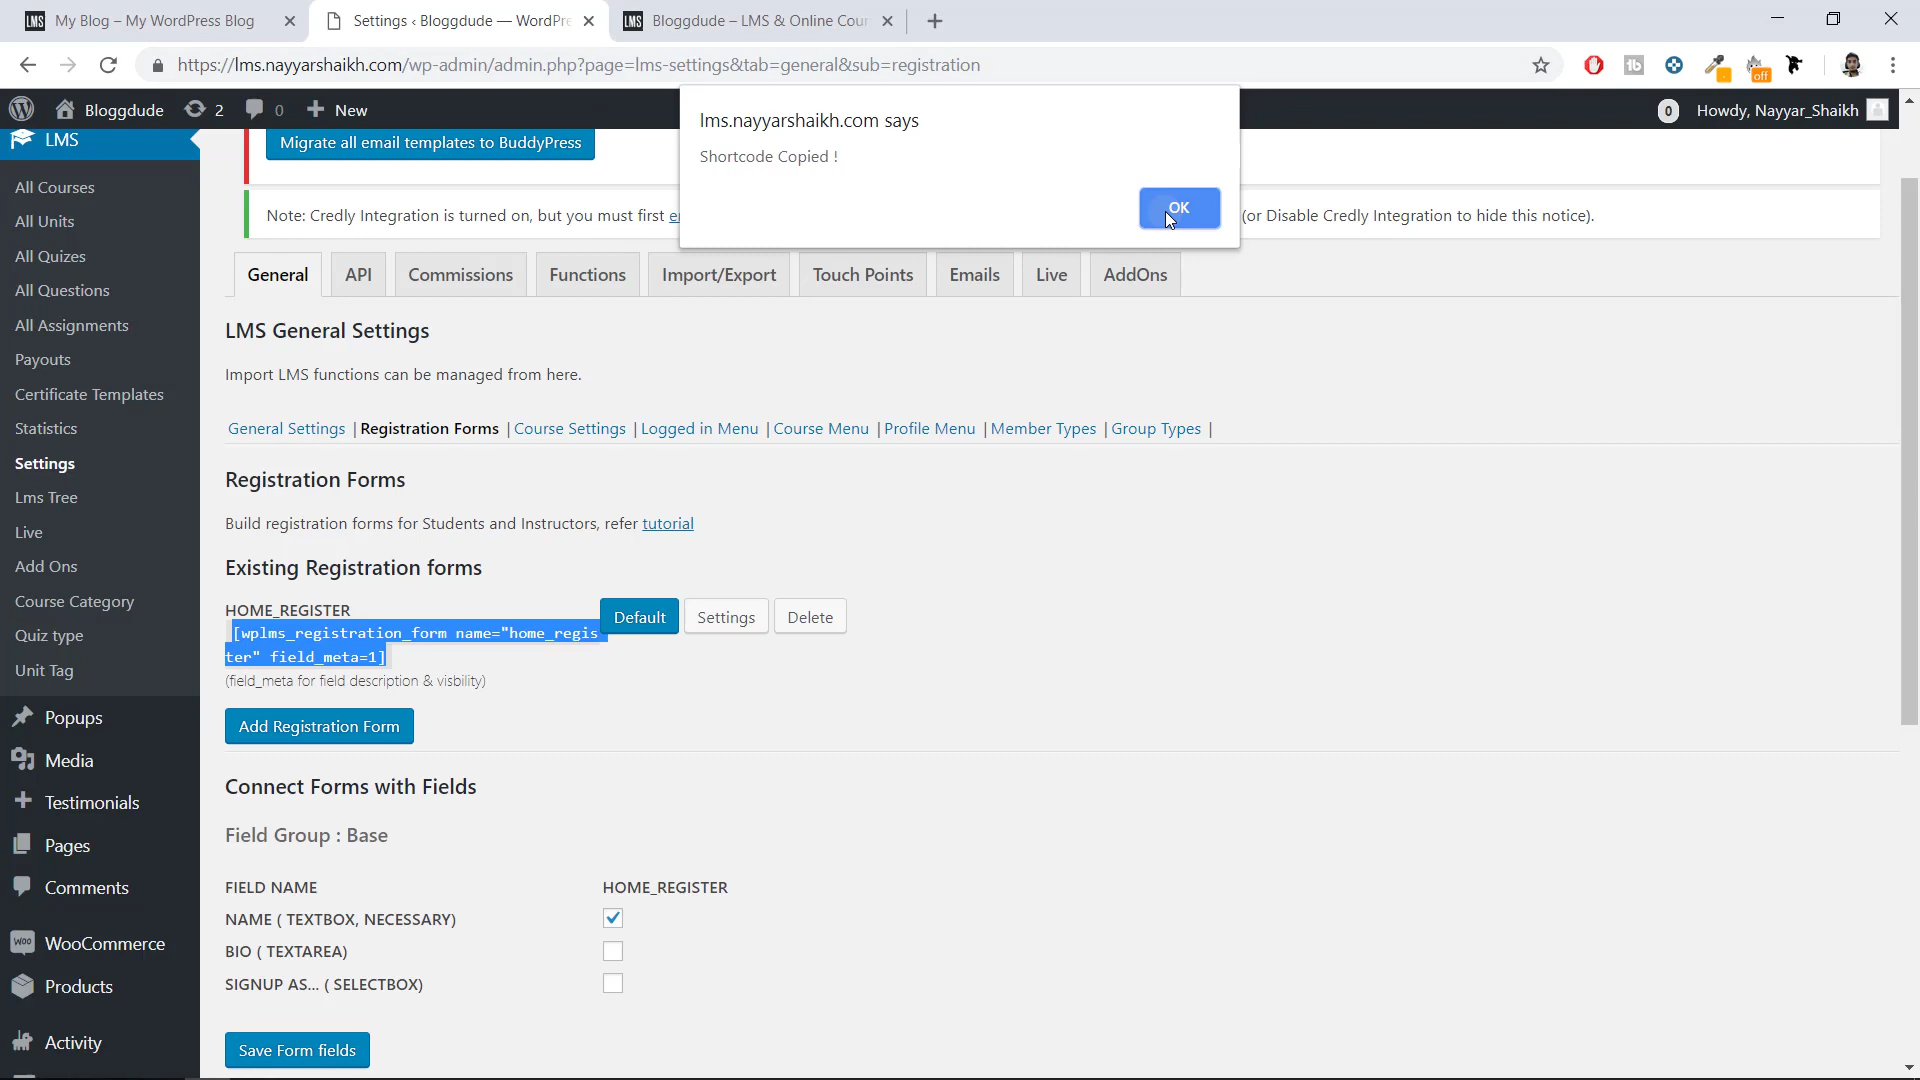 LMS My Blog – My WordPress Blog
Settings ‹ Bloggdude — WordPre
LMS Bloggdude – LMS & Online Cour
https://lms.nayyarshaikh.com/wp-admin/admin.php?page=lms-settings&tab=general&sub=registration
off
Bloggdude 2 0 New
0 Howdy, Nayyar_Shaikh
lms.nayyarshaikh.com says
Shortcode Copied !
OK
LMS
All Courses
All Units
All Quizes
All Questions
All Assignments
Payouts
Certificate Templates
Statistics
Settings
Lms Tree
Live
Add Ons
Course Category
Quiz type
Unit Tag
Popups
Media
Testimonials
Pages
Comments
WooCommerce
Products
Activity
Migrate all email templates to BuddyPress
Note: Credly Integration is turned on, but you must first (or Disable Credly Integration to hide this notice).
General API Commissions Functions Import/Export Touch Points Emails Live AddOns
LMS General Settings
Import LMS functions can be managed from here.
General Settings | Registration Forms | Course Settings | Logged in Menu | Course Menu | Profile Menu | Member Types | Group Types |
Registration Forms
Build registration forms for Students and Instructors, refer tutorial
Existing Registration forms
HOME_REGISTER
[wplms_registration_form name="home_regis
ter" field_meta=1]
(field_meta for field description & visbility)
Default Settings Delete
Add Registration Form
Connect Forms with Fields
Field Group : Base
FIELD NAME HOME_REGISTER
NAME ( TEXTBOX, NECESSARY)
BIO ( TEXTAREA)
SIGNUP AS... ( SELECTBOX)
Save Form fields